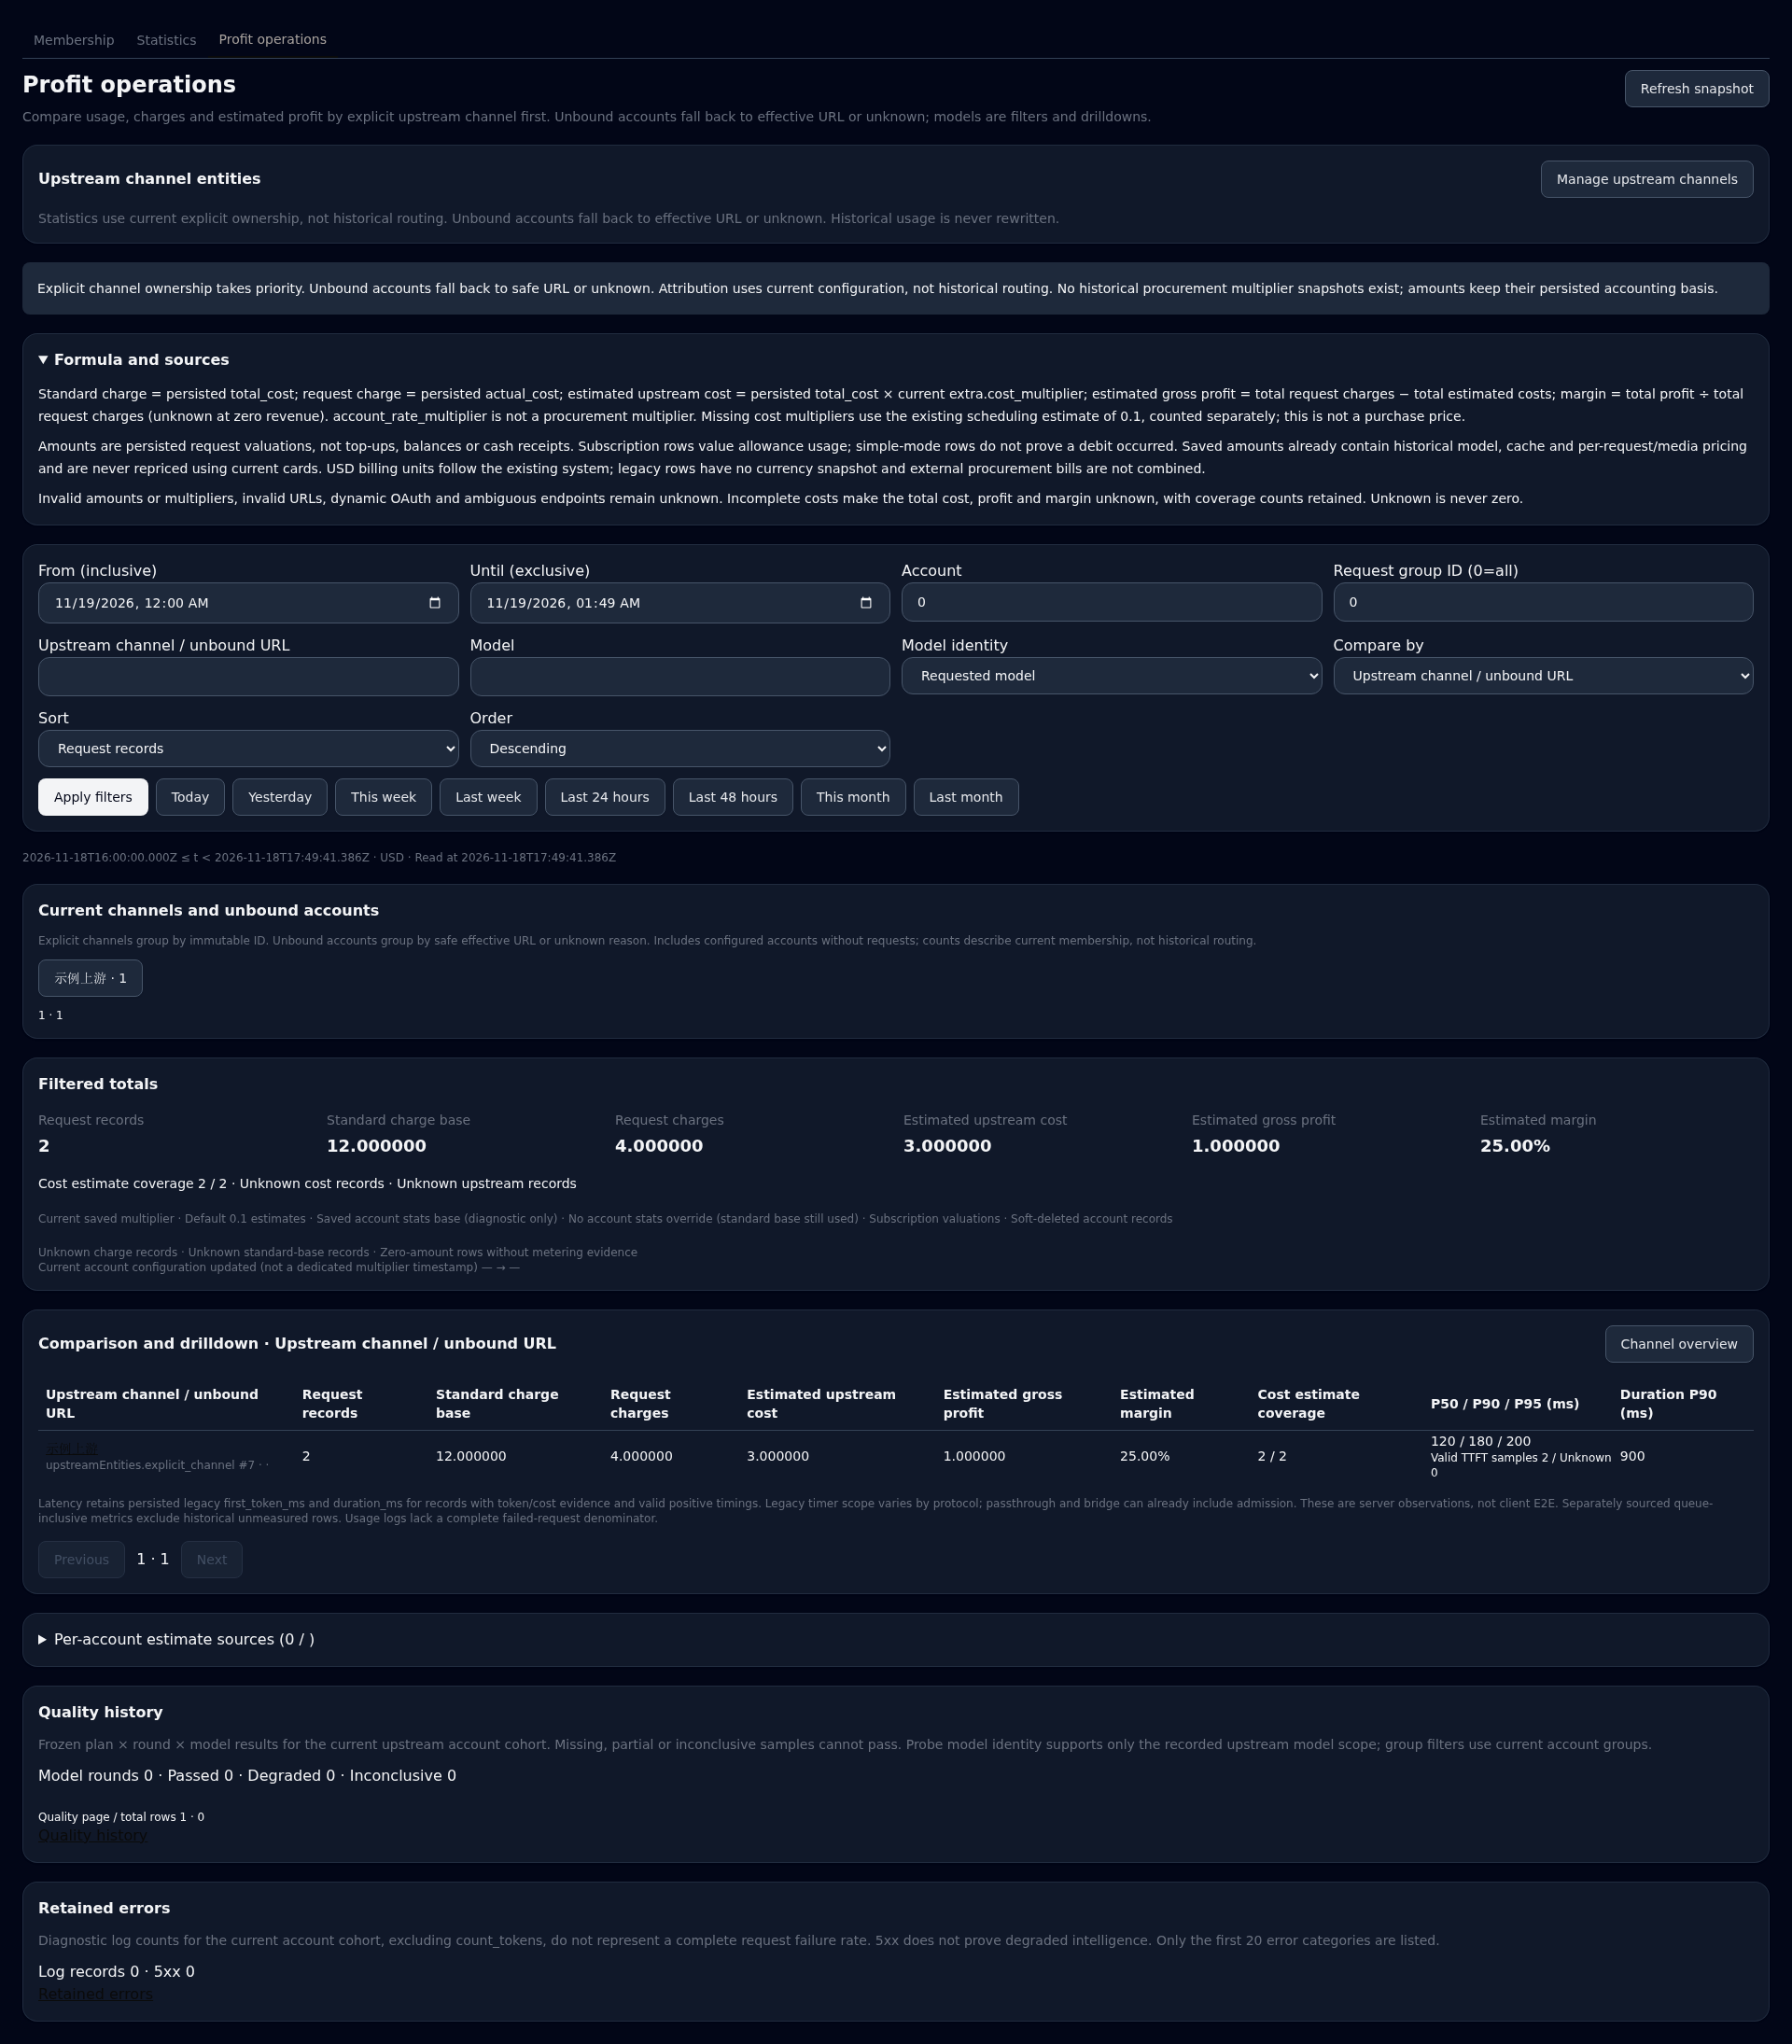 Membership Statistics Profit operations
Profit operations
Refresh snapshot
Compare usage, charges and estimated profit by explicit upstream channel first. Unbound accounts fall back to effective URL or unknown; models are filters and drilldowns.
Upstream channel entities
Manage upstream channels
Statistics use current explicit ownership, not historical routing. Unbound accounts fall back to effective URL or unknown. Historical usage is never rewritten.
Explicit channel ownership takes priority. Unbound accounts fall back to safe URL or unknown. Attribution uses current configuration, not historical routing. No historical procurement multiplier snapshots exist; amounts keep their persisted accounting basis.
▼ Formula and sources
Standard charge = persisted total_cost; request charge = persisted actual_cost; estimated upstream cost = persisted total_cost × current extra.cost_multiplier; estimated gross profit = total request charges − total estimated costs; margin = total profit ÷ total
request charges (unknown at zero revenue). account_rate_multiplier is not a procurement multiplier. Missing cost multipliers use the existing scheduling estimate of 0.1, counted separately; this is not a purchase price.
Amounts are persisted request valuations, not top-ups, balances or cash receipts. Subscription rows value allowance usage; simple-mode rows do not prove a debit occurred. Saved amounts already contain historical model, cache and per-request/media pricing
and are never repriced using current cards. USD billing units follow the existing system; legacy rows have no currency snapshot and external procurement bills are not combined.
Invalid amounts or multipliers, invalid URLs, dynamic OAuth and ambiguous endpoints remain unknown. Incomplete costs make the total cost, profit and margin unknown, with coverage counts retained. Unknown is never zero.
From (inclusive) Until (exclusive) Account Request group ID (0=all)
11/19/2026, 12:00 AM 11/19/2026, 01:49 AM 0 0
Upstream channel / unbound URL Model Model identity Compare by
Requested model Upstream channel / unbound URL
Sort Order
Request records Descending
Apply filters Today Yesterday This week Last week Last 24 hours Last 48 hours This month Last month
2026-11-18T16:00:00.000Z ≤ t < 2026-11-18T17:49:41.386Z · USD · Read at 2026-11-18T17:49:41.386Z
Current channels and unbound accounts
Explicit channels group by immutable ID. Unbound accounts group by safe effective URL or unknown reason. Includes configured accounts without requests; counts describe current membership, not historical routing.
示例上游 · 1
1 · 1
Filtered totals
Request records Standard charge base Request charges Estimated upstream cost Estimated gross profit Estimated margin
2 12.000000 4.000000 3.000000 1.000000 25.00%
Cost estimate coverage 2 / 2 · Unknown cost records · Unknown upstream records
Current saved multiplier · Default 0.1 estimates · Saved account stats base (diagnostic only) · No account stats override (standard base still used) · Subscription valuations · Soft-deleted account records
Unknown charge records · Unknown standard-base records · Zero-amount rows without metering evidence
Current account configuration updated (not a dedicated multiplier timestamp) — → —
Comparison and drilldown · Upstream channel / unbound URL
Channel overview
Upstream channel / unbound URL Request records Standard charge base Request charges Estimated upstream cost Estimated gross profit Estimated margin Cost estimate coverage P50 / P90 / P95 (ms) Duration P90 (ms)
示例上游
upstreamEntities.explicit_channel #7 · ·
2 12.000000 4.000000 3.000000 1.000000 25.00% 2 / 2
120 / 180 / 200
Valid TTFT samples 2 / Unknown 0
900
Latency retains persisted legacy first_token_ms and duration_ms for records with token/cost evidence and valid positive timings. Legacy timer scope varies by protocol; passthrough and bridge can already include admission. These are server observations, not client E2E. Separately sourced queue-
inclusive metrics exclude historical unmeasured rows. Usage logs lack a complete failed-request denominator.
Previous 1 · 1 Next
▶ Per-account estimate sources (0 / )
Quality history
Frozen plan × round × model results for the current upstream account cohort. Missing, partial or inconclusive samples cannot pass. Probe model identity supports only the recorded upstream model scope; group filters use current account groups.
Model rounds 0 · Passed 0 · Degraded 0 · Inconclusive 0
Quality page / total rows 1 · 0
Quality history
Retained errors
Diagnostic log counts for the current account cohort, excluding count_tokens, do not represent a complete request failure rate. 5xx does not prove degraded intelligence. Only the first 20 error categories are listed.
Log records 0 · 5xx 0
Retained errors